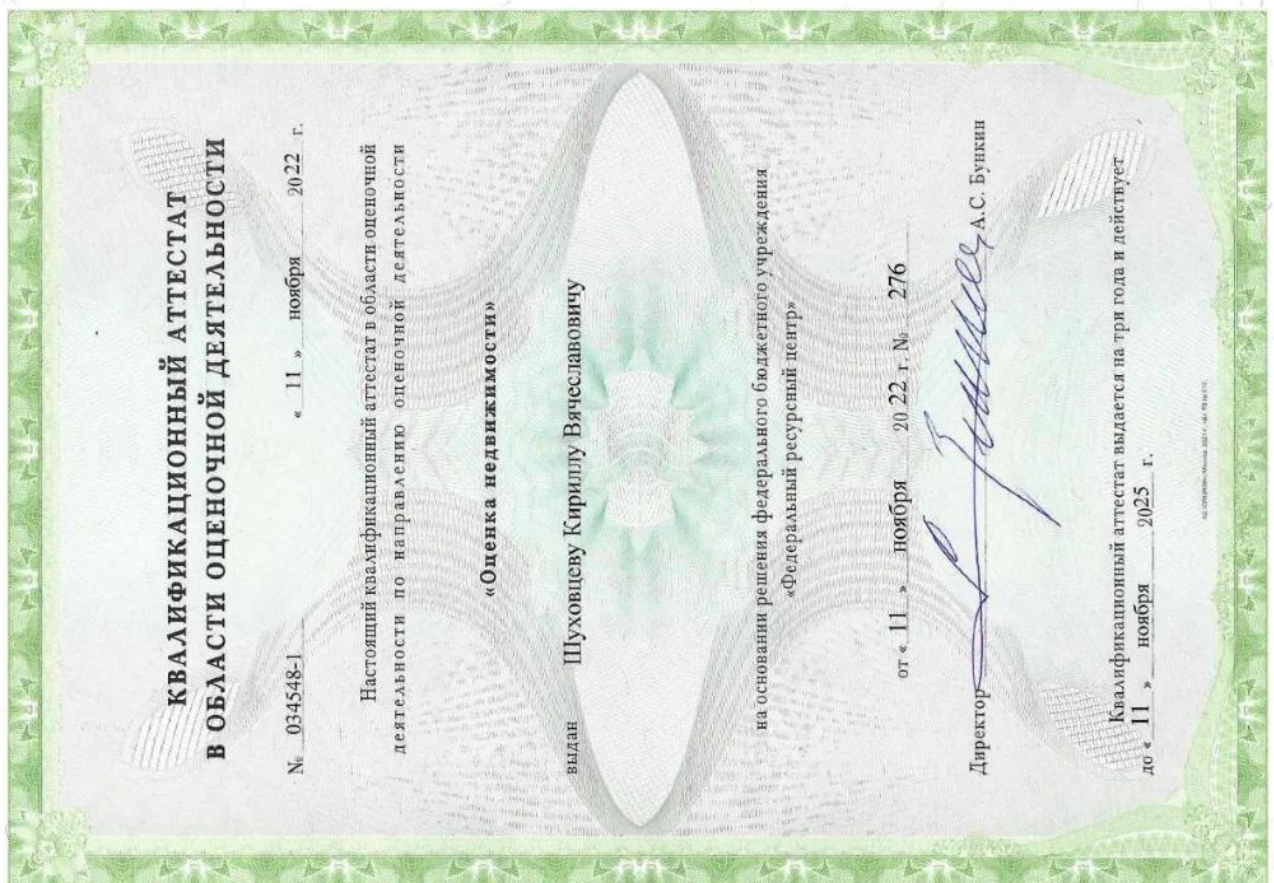 КВАЛИФИКАЦИОННЫЙ АТТЕСТАТ
В ОБЛАСТИ ОЦЕНОЧНОЙ ДЕЯТЕЛЬНОСТИ
№ 034548-1 « 11 » ноября 2022 г.
Настоящий квалификационный аттестат в области оценочной
деятельности по направлению оценочной деятельности
«Оценка недвижимости»
выдан Шуховцеву Кириллу Вячеславовичу
на основании решения федерального бюджетного учреждения
«Федеральный ресурсный центр»
от « 11 » ноября 20 22 г. № 276
Директор А.С. Бункин
Квалификационный аттестат выдается на три года и действует
до « 11 » ноября 2025 г.